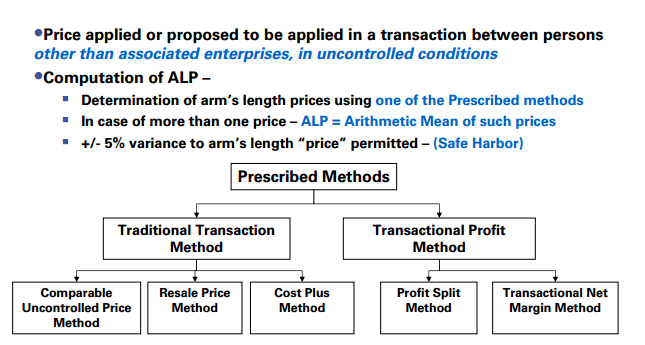 •Price applied or proposed to be applied in a transaction between persons
other than associated enterprises, in uncontrolled conditions
•Computation of ALP –
▪ Determination of arm’s length prices using one of the Prescribed methods
▪ In case of more than one price – ALP = Arithmetic Mean of such prices
▪ +/- 5% variance to arm’s length “price” permitted – (Safe Harbor)
Prescribed Methods
Traditional Transaction
Method
Transactional Profit
Method
Comparable
Uncontrolled Price
Method
Resale Price
Method
Cost Plus
Method
Profit Split
Method
Transactional Net
Margin Method